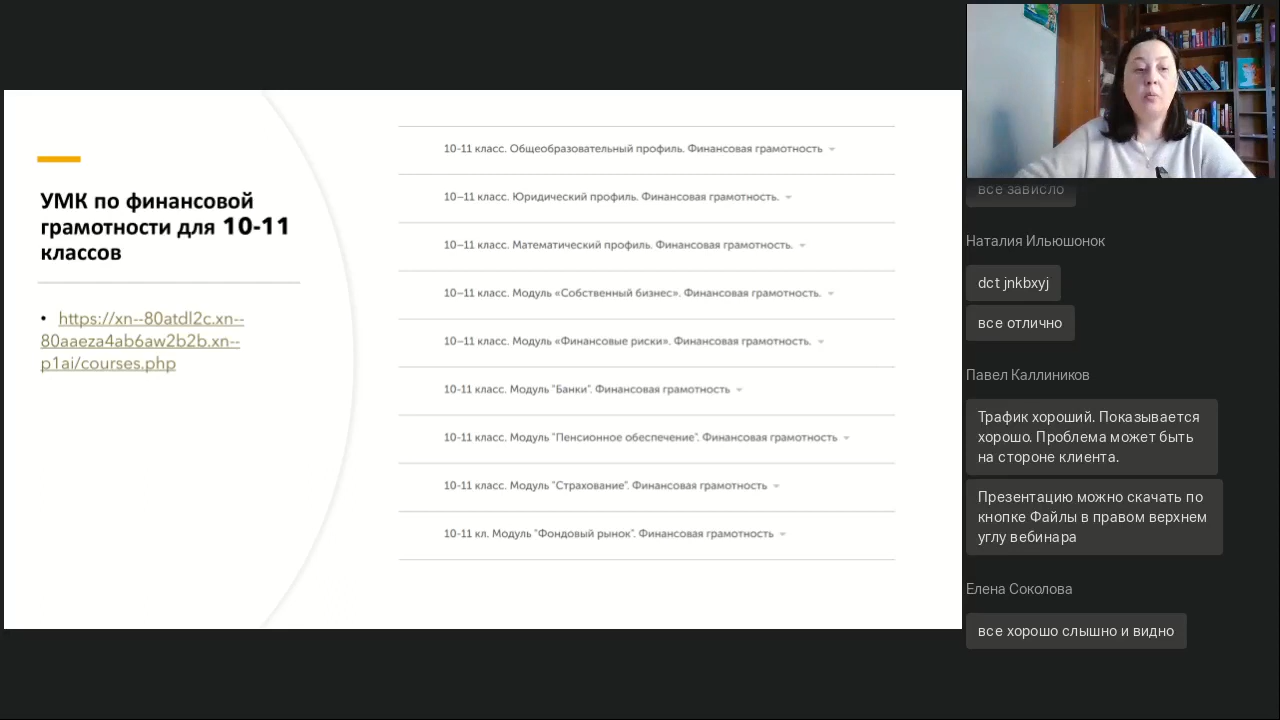 УМК по финансовой
грамотности для 10-11
классов
• https://xn--80atdl2c.xn--
80aaeza4ab6aw2b2b.xn--
p1ai/courses.php
10-11 класс. Общеобразовательный профиль. Финансовая грамотность
10–11 класс. Юридический профиль. Финансовая грамотность.
10–11 класс. Математический профиль. Финансовая грамотность.
10–11 класс. Модуль «Собственный бизнес». Финансовая грамотность.
10–11 класс. Модуль «Финансовые риски». Финансовая грамотность.
10-11 класс. Модуль "Банки". Финансовая грамотность
10-11 класс. Модуль "Пенсионное обеспечение". Финансовая грамотность
10-11 класс. Модуль "Страхование". Финансовая грамотность
10-11 кл. Модуль "Фондовый рынок". Финансовая грамотность
все зависло
Наталия Ильюшонок
dct jnkbxyj
все отлично
Павел Каллиников
Трафик хороший. Показывается
хорошо. Проблема может быть
на стороне клиента.
Презентацию можно скачать по
кнопке Файлы в правом верхнем
углу вебинара
Елена Соколова
все хорошо слышно и видно